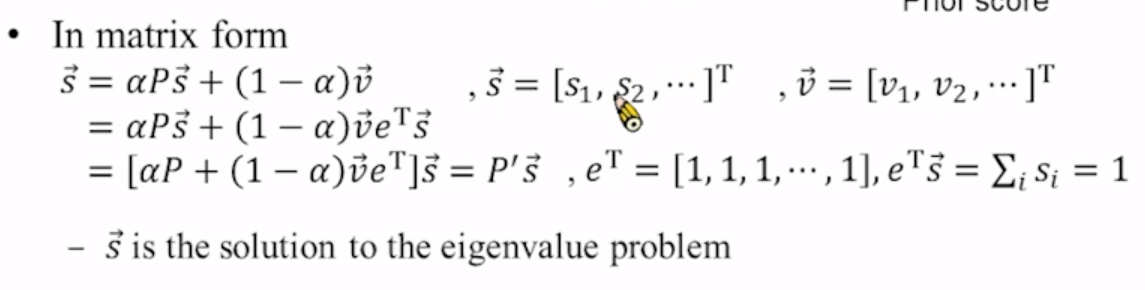 Prior score
• In matrix form
s⃗ = αPs⃗ + (1 − α)v⃗ , s⃗ = [s₁, s₂, ⋯]ᵀ , v⃗ = [v₁, v₂, ⋯]ᵀ
= αPs⃗ + (1 − α)v⃗eᵀs⃗
= [αP + (1 − α)v⃗eᵀ]s⃗ = P′s⃗ , eᵀ = [1, 1, 1, ⋯ , 1], eᵀs⃗ = ∑ᵢ sᵢ = 1
– s⃗ is the solution to the eigenvalue problem